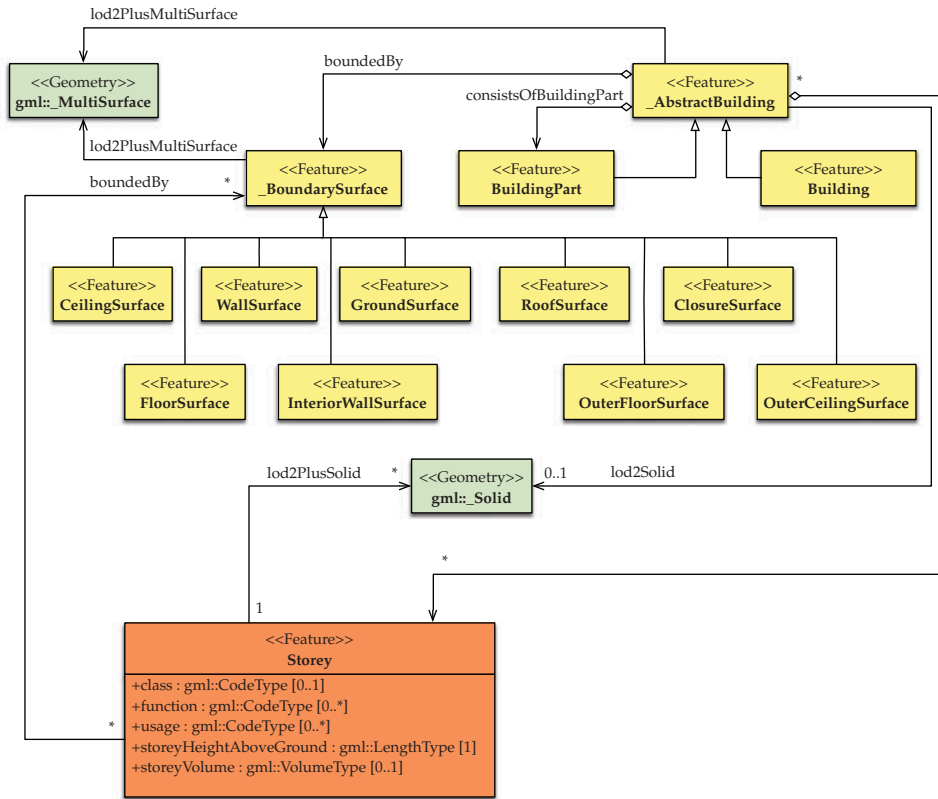 lod2PlusMultiSurface
boundedBy
<<Geometry>>
gml::_MultiSurface
<<Feature>>
_AbstractBuilding
*
consistsOfBuildingPart
lod2PlusMultiSurface
boundedBy
*
<<Feature>>
_BoundarySurface
<<Feature>>
BuildingPart
<<Feature>>
Building
<<Feature>>
CeilingSurface
<<Feature>>
WallSurface
<<Feature>>
GroundSurface
<<Feature>>
RoofSurface
<<Feature>>
ClosureSurface
<<Feature>>
FloorSurface
<<Feature>>
InteriorWallSurface
<<Feature>>
OuterFloorSurface
<<Feature>>
OuterCeilingSurface
lod2PlusSolid
*
<<Geometry>>
gml::_Solid
0..1
lod2Solid
*
1
<<Feature>>
Storey
+class : gml::CodeType [0..1]
+function : gml::CodeType [0..*]
+usage : gml::CodeType [0..*]
+storeyHeightAboveGround : gml::LengthType [1]
+storeyVolume : gml::VolumeType [0..1]
*